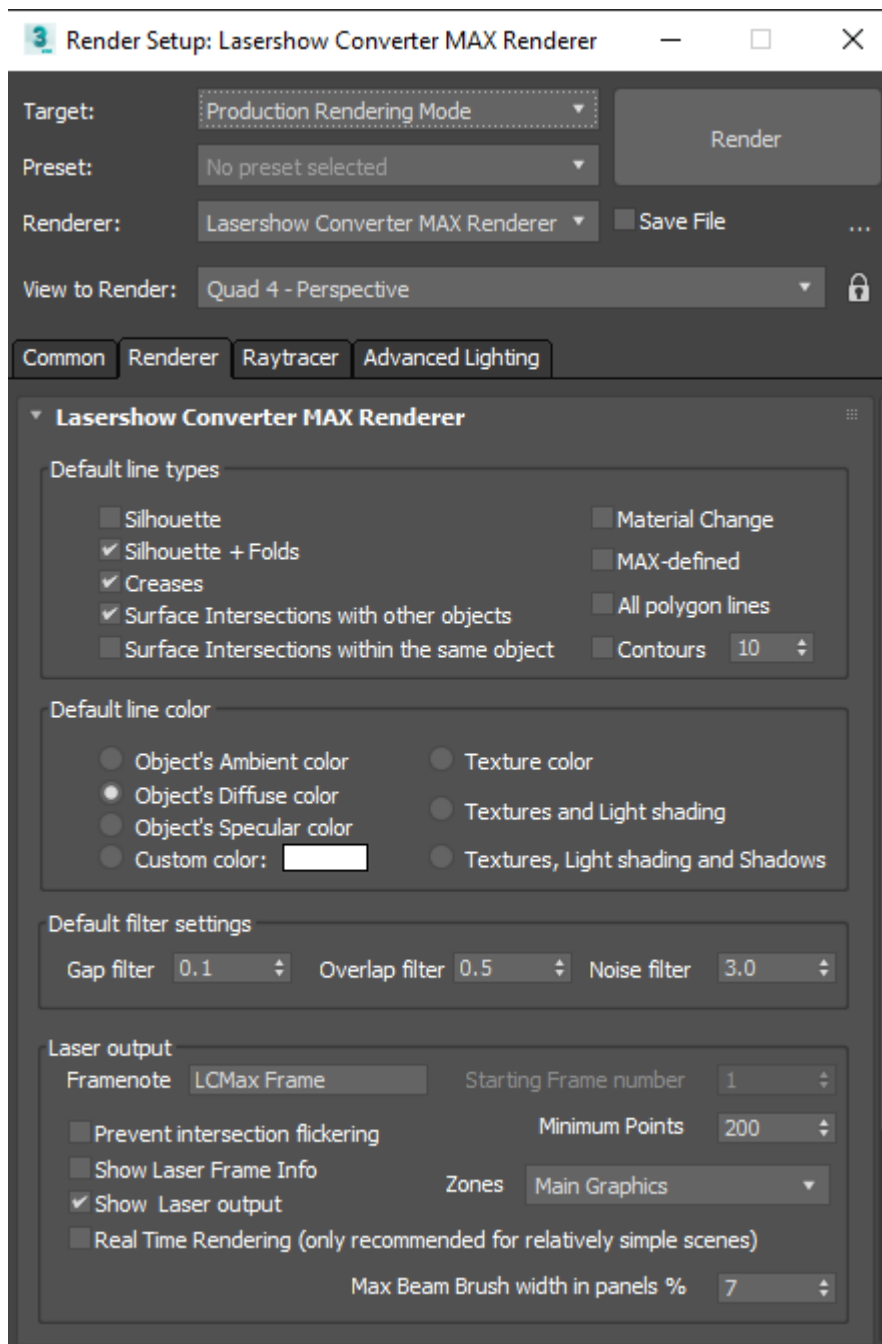 3 Render Setup: Lasershow Converter MAX Renderer
Target: Production Rendering Mode
Render
Preset: No preset selected
Renderer: Lasershow Converter MAX Renderer Save File ...
View to Render: Quad 4 - Perspective
Common Renderer Raytracer Advanced Lighting
Lasershow Converter MAX Renderer
Default line types
Silhouette Material Change
Silhouette + Folds MAX-defined
Creases
Surface Intersections with other objects All polygon lines
Surface Intersections within the same object Contours 10
Default line color
Object's Ambient color Texture color
Object's Diffuse color Textures and Light shading
Object's Specular color
Custom color: Textures, Light shading and Shadows
Default filter settings
Gap filter 0.1 Overlap filter 0.5 Noise filter 3.0
Laser output
Framenote LCMax Frame Starting Frame number 1
Prevent intersection flickering Minimum Points 200
Show Laser Frame Info
Zones Main Graphics
Show Laser output
Real Time Rendering (only recommended for relatively simple scenes)
Max Beam Brush width in panels % 7